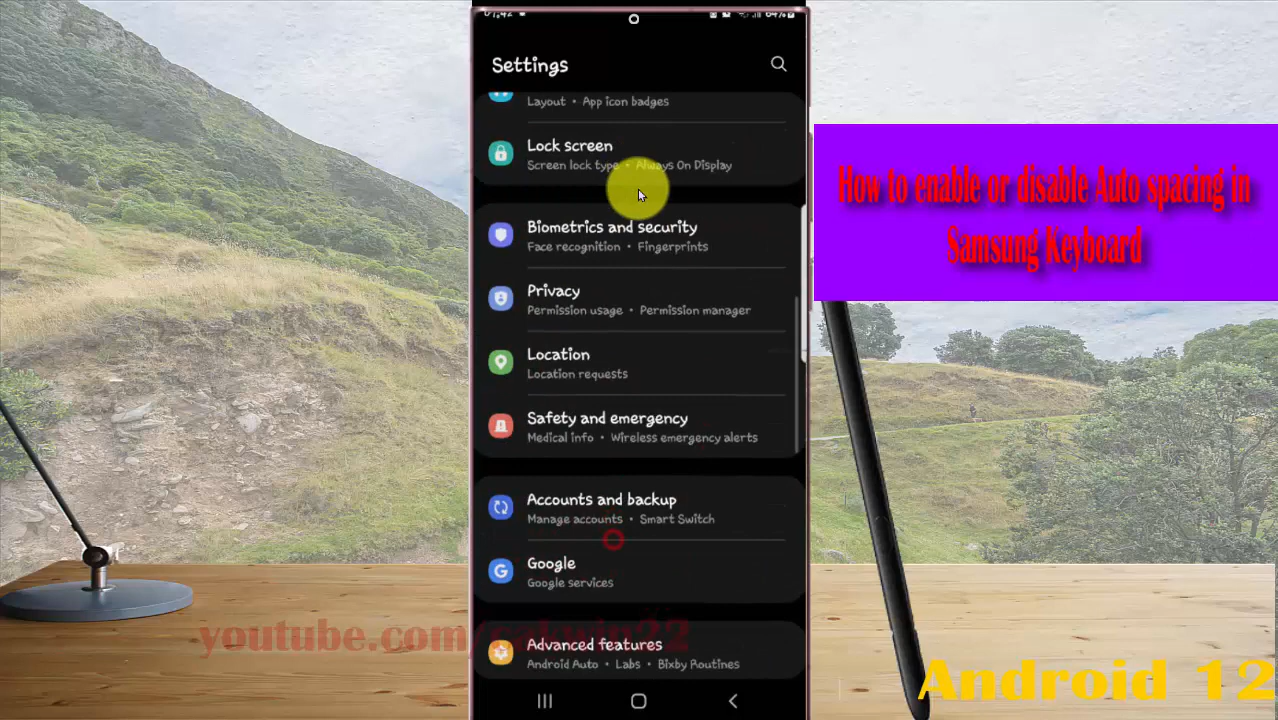 Settings
Layout • App icon badges
Lock screen
Screen lock type • Always On Display
Biometrics and security
Face recognition • Fingerprints
Privacy
Permission usage • Permission manager
Location
Location requests
Safety and emergency
Medical info • Wireless emergency alerts
Accounts and backup
Manage accounts • Smart Switch
Google
Google services
Advanced features
Android Auto • Labs • Bixby Routines
How to enable or disable Auto spacing in
Samsung Keyboard
youtube.com/cakwin22
Android 12